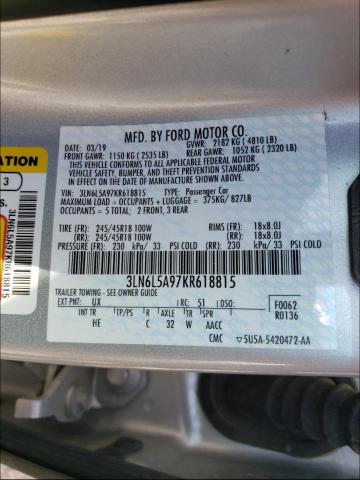 MFD. BY FORD MOTOR CO.
DATE: 03/19 GVWR: 2182 KG (4810 LB)
FRONT GAWR: 1150 KG (2535 LB) REAR GAWR: 1052 KG (2320 LB)
THIS VEHICLE CONFORMS TO ALL APPLICABLE FEDERAL MOTOR
VEHICLE SAFETY, BUMPER, AND THEFT PREVENTION STANDARDS IN
EFFECT ON THE DATE OF MANUFACTURE SHOWN ABOVE.
VIN: 3LN6L5A97KR618815 TYPE: Passenger Car
MAXIMUM LOAD = OCCUPANTS + LUGGAGE = 375KG/ 827LB
OCCUPANTS = 5 TOTAL; 2 FRONT, 3 REAR
TIRE (FR): 245/45R18 100W RIMS (FR): 18x8.0J
TIRE (RR): 245/45R18 100W (RR): 18x8.0J
PRESSURE (FR): 230 kPA/ 33 PSI COLD (RR): 230 kPA/ 33 PSI COLD
3LN6L5A97KR618815
TRAILER TOWING - SEE OWNER GUIDE
EXT PNT: UX RC: 51 DSO: F0062
INT TR TP/PS R AXLE TR SPR R0136
HE C 32 W AACC
CMC 5U5A-5420472-AA
ATION
3
3LN6L5A97KR618815